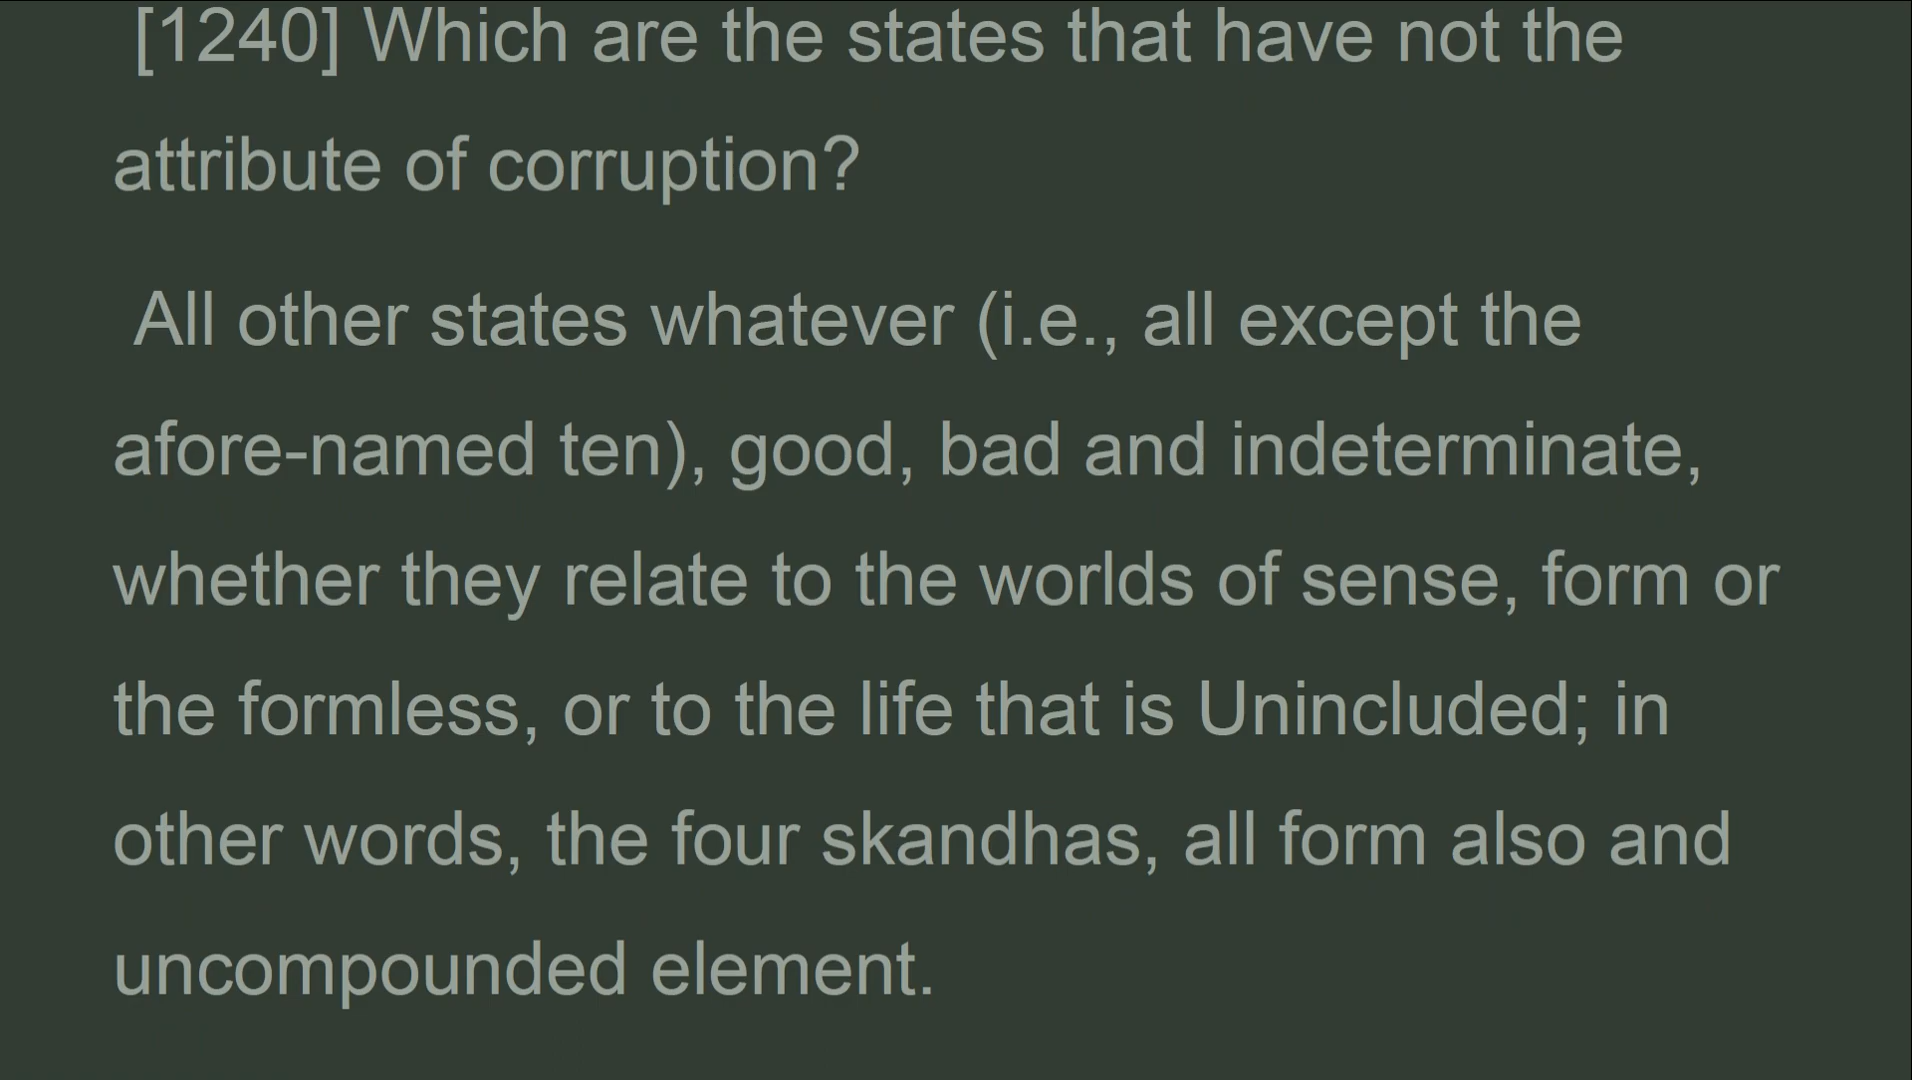 [1240] Which are the states that have not the
attribute of corruption?
All other states whatever (i.e., all except the
afore-named ten), good, bad and indeterminate,
whether they relate to the worlds of sense, form or
the formless, or to the life that is Unincluded; in
other words, the four skandhas, all form also and
uncompounded element.